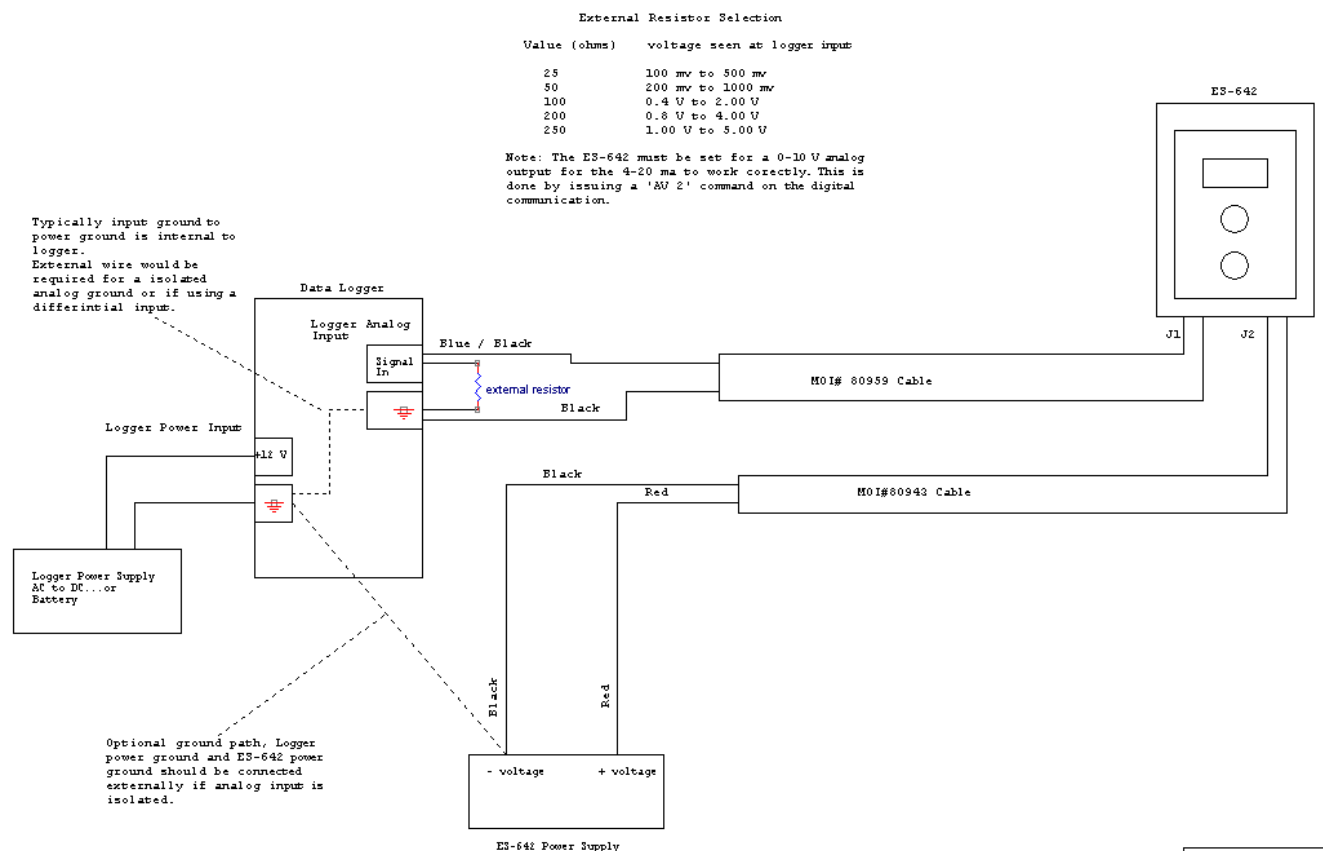 External Resistor Selection
Value (ohms) voltage seen at logger input
25 100 mv to 500 mv
50 200 mv to 1000 mv
100 0.4 V to 2.00 V
200 0.8 V to 4.00 V
250 1.00 V to 5.00 V
Note: The ES-642 must be set for a 0-10 V analog
output for the 4-20 ma to work corectly. This is
done by issuing a 'AV 2' command on the digital
communication.
ES-642
J1
J2
Typically input ground to
power ground is internal to
logger.
External wire would be
required for a isolated
analog ground or if using a
differintial input.
Data Logger
Logger Analog
Input
Signal
In
Blue / Black
external resistor
Black
MOI# 80959 Cable
Logger Power Input
+12 V
Black
Red
MOI#80943 Cable
Logger Power Supply
AC to DC...or
Battery
Black
Red
Optional ground path, Logger
power ground and ES-642 power
ground should be connected
externally if analog input is
isolated.
- voltage
+ voltage
ES-642 Power Supply